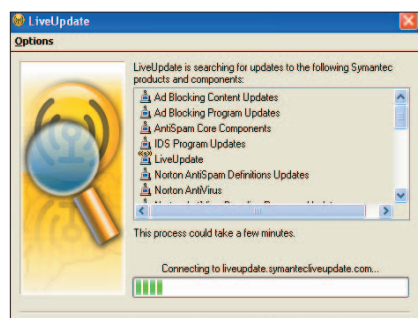 LiveUpdate
Options
LiveUpdate is searching for updates to the following Symantec
products and components:
Ad Blocking Content Updates
Ad Blocking Program Updates
AntiSpam Core Components
IDS Program Updates
LiveUpdate
Norton AntiSpam Definitions Updates
Norton AntiVirus
This process could take a few minutes.
Connecting to liveupdate.symantecliveupdate.com...